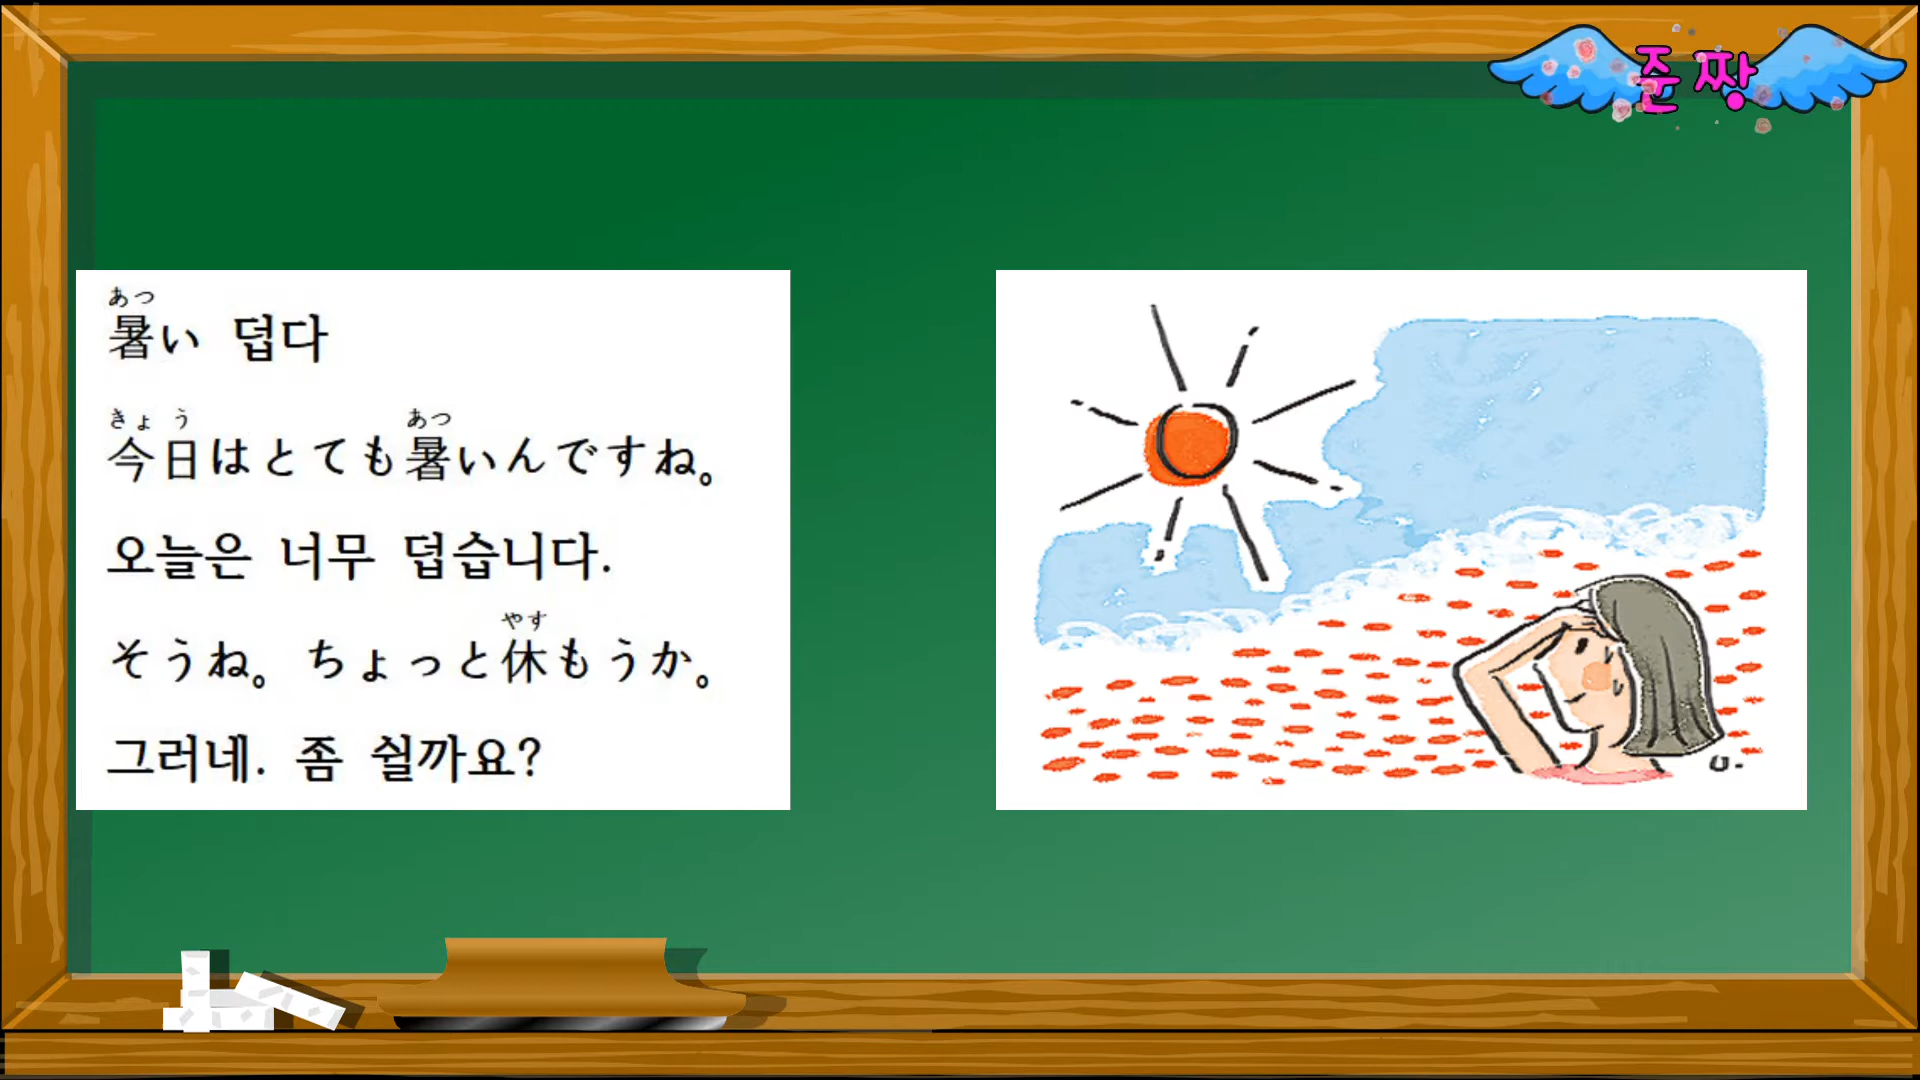 あつ
暑い 덥다
きょう あつ
今日はとても暑いんですね。
오늘은 너무 덥습니다.
やす
そうね。ちょっと休もうか。
그러네. 좀 쉴까요?
준짱